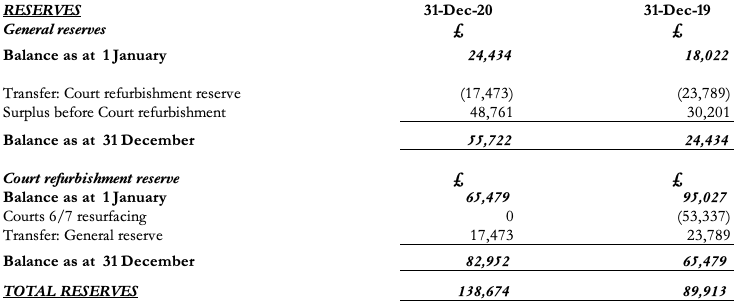 RESERVES 31-Dec-20 31-Dec-19
General reserves £ £
Balance as at 1 January 24,434 18,022
Transfer: Court refurbishment reserve (17,473) (23,789)
Surplus before Court refurbishment 48,761 30,201
Balance as at 31 December 55,722 24,434
Court refurbishment reserve £ £
Balance as at 1 January 65,479 95,027
Courts 6/7 resurfacing 0 (53,337)
Transfer: General reserve 17,473 23,789
Balance as at 31 December 82,952 65,479
TOTAL RESERVES 138,674 89,913